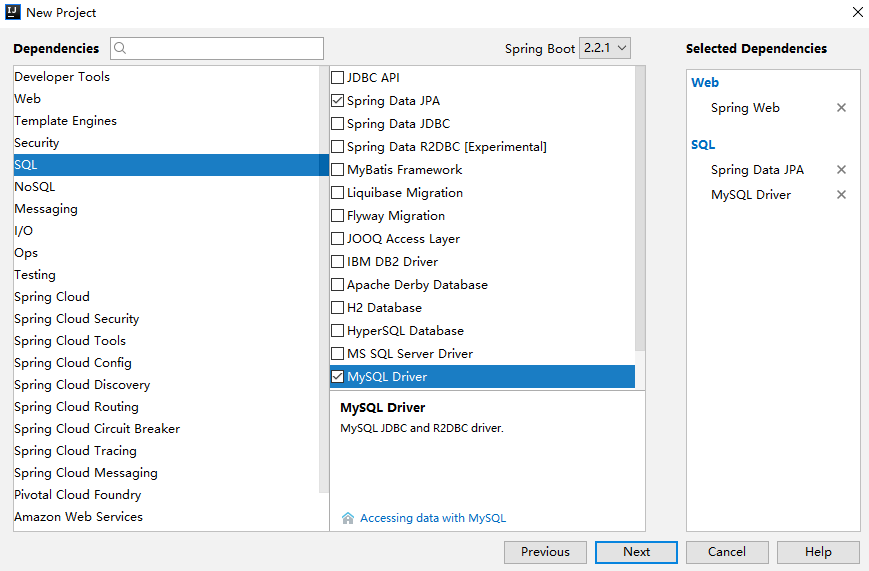 IJ New Project
Dependencies
Spring Boot 2.2.1
Selected Dependencies
Developer Tools
Web
Template Engines
Security
SQL
NoSQL
Messaging
I/O
Ops
Testing
Spring Cloud
Spring Cloud Security
Spring Cloud Tools
Spring Cloud Config
Spring Cloud Discovery
Spring Cloud Routing
Spring Cloud Circuit Breaker
Spring Cloud Tracing
Spring Cloud Messaging
Pivotal Cloud Foundry
Amazon Web Services
JDBC API
Spring Data JPA
Spring Data JDBC
Spring Data R2DBC [Experimental]
MyBatis Framework
Liquibase Migration
Flyway Migration
JOOQ Access Layer
IBM DB2 Driver
Apache Derby Database
H2 Database
HyperSQL Database
MS SQL Server Driver
MySQL Driver
MySQL Driver
MySQL JDBC and R2DBC driver.
Accessing data with MySQL
Web
Spring Web
SQL
Spring Data JPA
MySQL Driver
Previous
Next
Cancel
Help